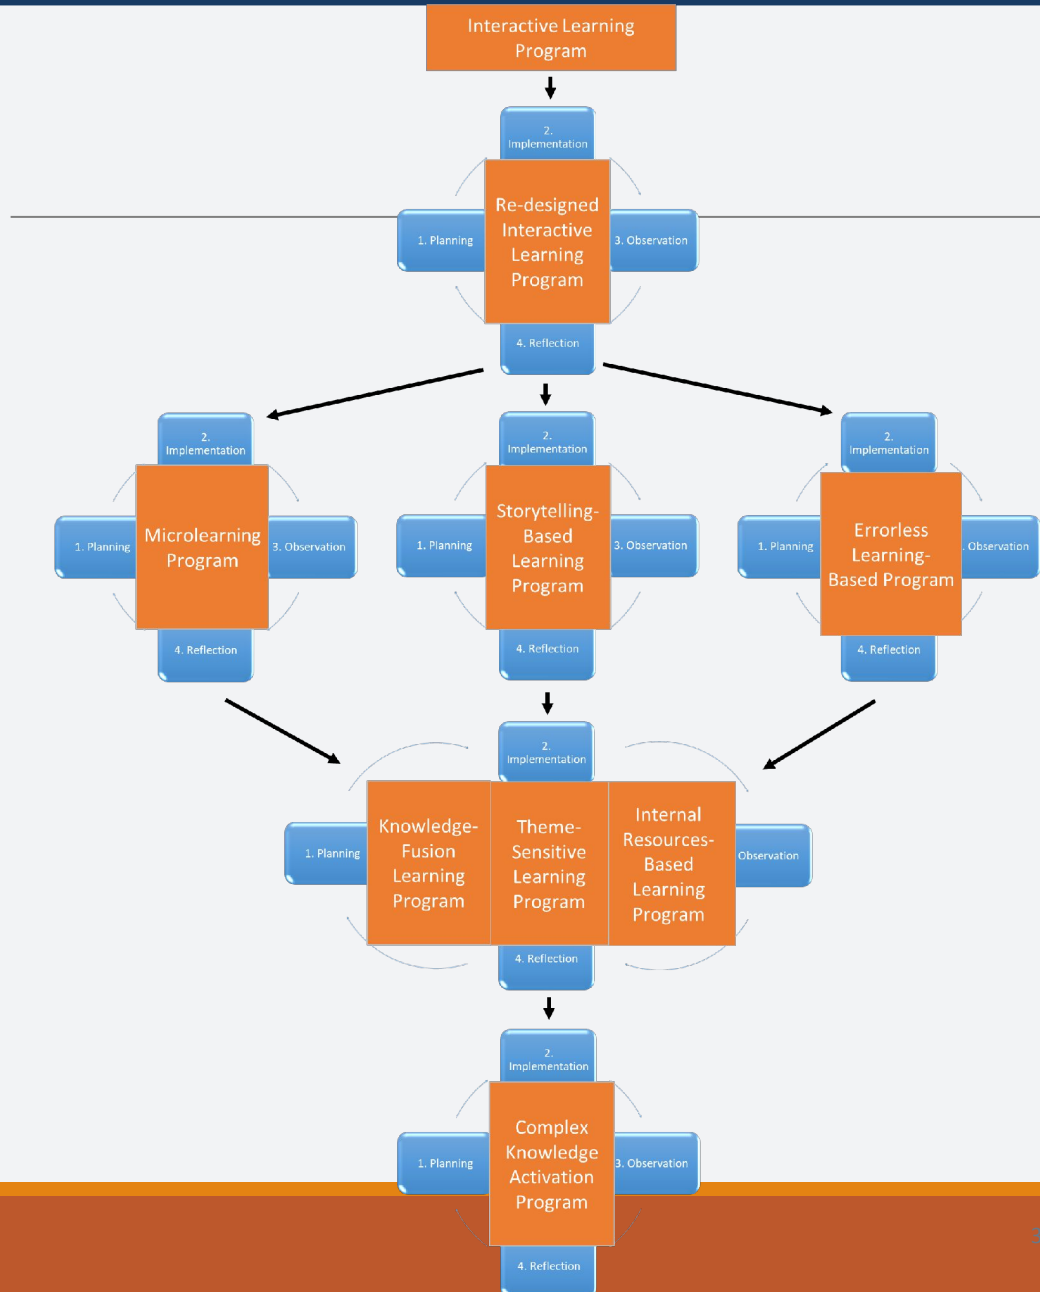 Interactive Learning
Program
2.
Implementation
Re-designed
Interactive
Learning
Program
1. Planning
3. Observation
4. Reflection
2.
Implementation
Microlearning
Program
1. Planning
3. Observation
4. Reflection
2.
Implementation
Storytelling-
Based
Learning
Program
1. Planning
3. Observation
4. Reflection
2.
Implementation
Errorless
Learning-
Based Program
1. Planning
. Observation
4. Reflection
2.
Implementation
1. Planning
Knowledge-
Fusion
Learning
Program
Theme-
Sensitive
Learning
Program
Internal
Resources-
Based
Learning
Program
Observation
4. Reflection
2.
Implementation
Complex
Knowledge
Activation
Program
1. Planning
3. Observation
4. Reflection